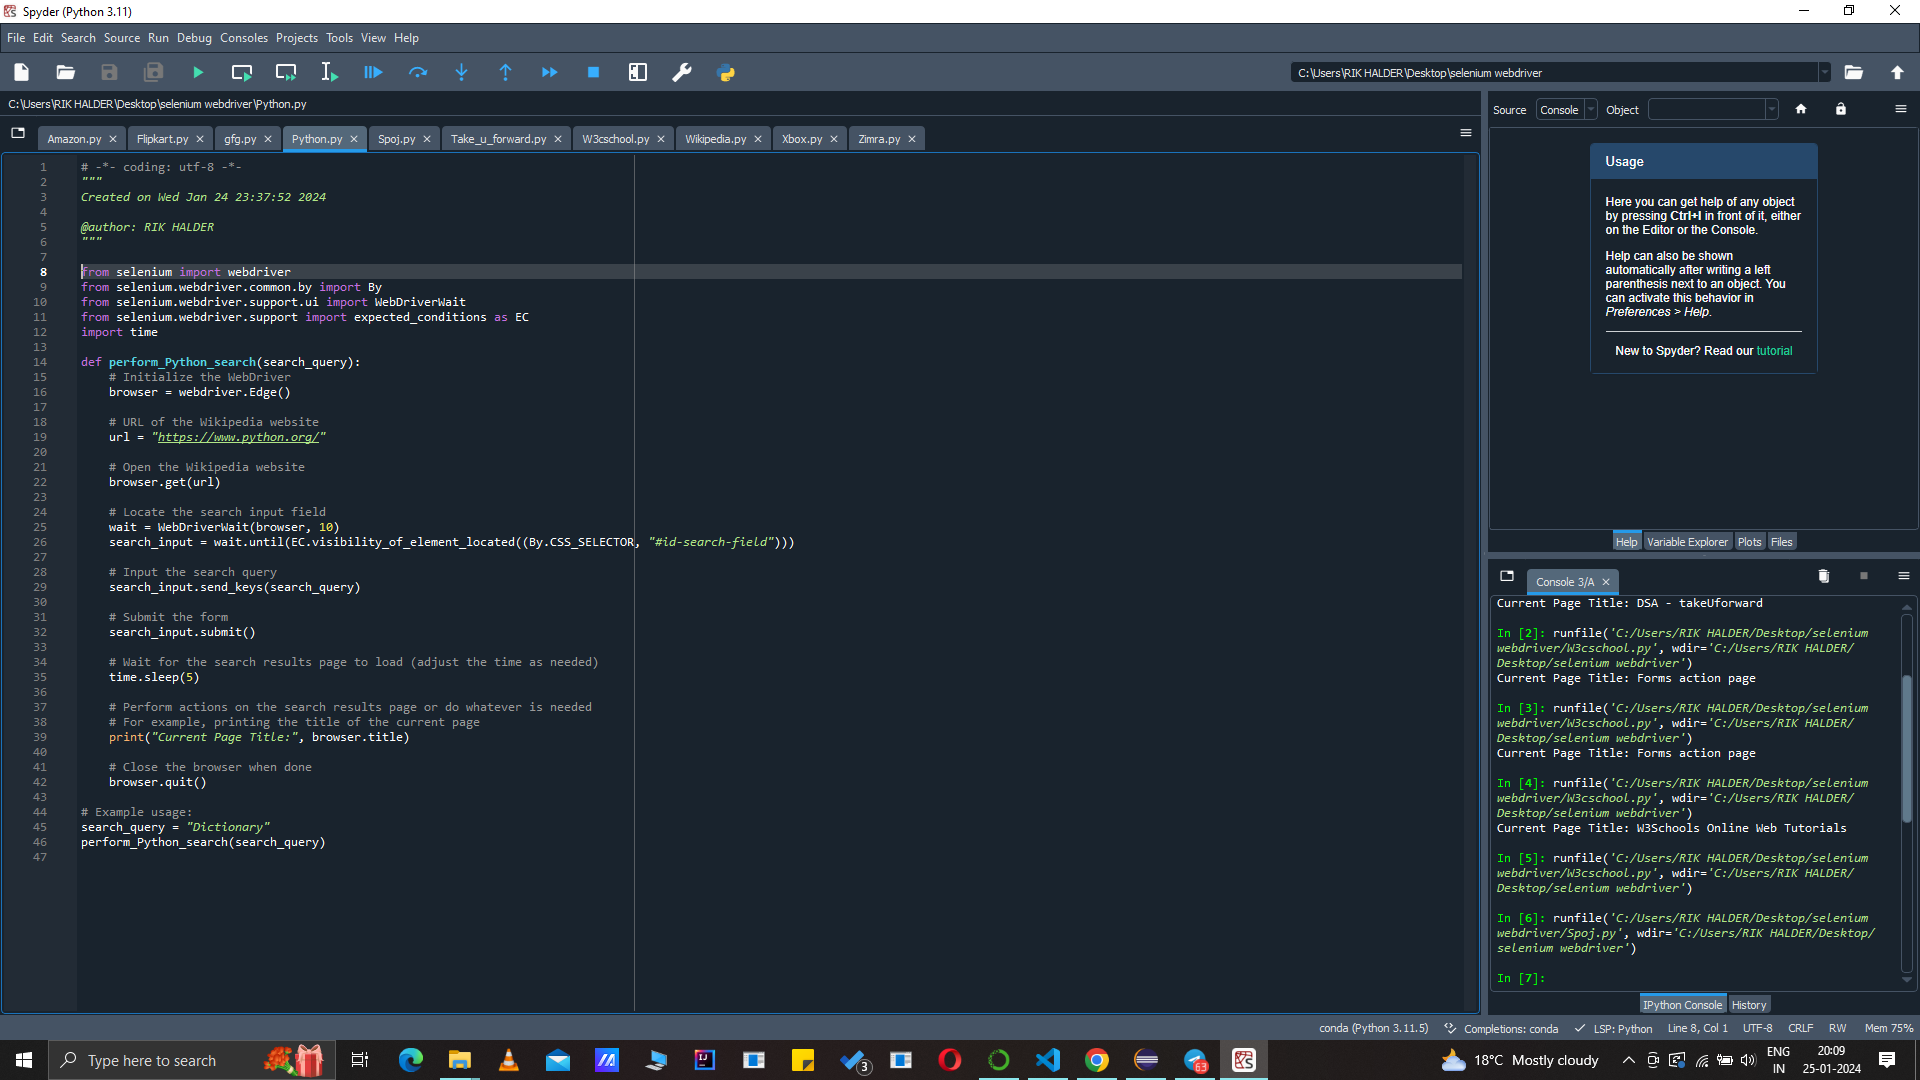 Spyder (Python 3.11)
File Edit Search Source Run Debug Consoles Projects Tools View Help
C:\Users\RIK HALDER\Desktop\selenium webdriver
C:\Users\RIK HALDER\Desktop\selenium webdriver\Python.py
Amazon.py Flipkart.py gfg.py Python.py Spoj.py Take_u_forward.py W3cschool.py Wikipedia.py Xbox.py Zimra.py
1 # -*- coding: utf-8 -*-
2 """
3 Created on Wed Jan 24 23:37:52 2024
4
5 @author: RIK HALDER
6 """
7
8 from selenium import webdriver
9 from selenium.webdriver.common.by import By
10 from selenium.webdriver.support.ui import WebDriverWait
11 from selenium.webdriver.support import expected_conditions as EC
12 import time
13
14 def perform_Python_search(search_query):
15     # Initialize the WebDriver
16     browser = webdriver.Edge()
17
18     # URL of the Wikipedia website
19     url = "https://www.python.org/"
20
21     # Open the Wikipedia website
22     browser.get(url)
23
24     # Locate the search input field
25     wait = WebDriverWait(browser, 10)
26     search_input = wait.until(EC.visibility_of_element_located((By.CSS_SELECTOR, "#id-search-field")))
27
28     # Input the search query
29     search_input.send_keys(search_query)
30
31     # Submit the form
32     search_input.submit()
33
34     # Wait for the search results page to load (adjust the time as needed)
35     time.sleep(5)
36
37     # Perform actions on the search results page or do whatever is needed
38     # For example, printing the title of the current page
39     print("Current Page Title:", browser.title)
40
41     # Close the browser when done
42     browser.quit()
43
44 # Example usage:
45 search_query = "Dictionary"
46 perform_Python_search(search_query)
47
Source Console Object
Usage
Here you can get help of any object
by pressing Ctrl+I in front of it, either
on the Editor or the Console.
Help can also be shown
automatically after writing a left
parenthesis next to an object. You
can activate this behavior in
Preferences > Help.
New to Spyder? Read our tutorial
Help Variable Explorer Plots Files
Console 3/A
Current Page Title: DSA - takeUforward
In [2]: runfile('C:/Users/RIK HALDER/Desktop/selenium
webdriver/W3cschool.py', wdir='C:/Users/RIK HALDER/
Desktop/selenium webdriver')
Current Page Title: Forms action page
In [3]: runfile('C:/Users/RIK HALDER/Desktop/selenium
webdriver/W3cschool.py', wdir='C:/Users/RIK HALDER/
Desktop/selenium webdriver')
Current Page Title: Forms action page
In [4]: runfile('C:/Users/RIK HALDER/Desktop/selenium
webdriver/W3cschool.py', wdir='C:/Users/RIK HALDER/
Desktop/selenium webdriver')
Current Page Title: W3Schools Online Web Tutorials
In [5]: runfile('C:/Users/RIK HALDER/Desktop/selenium
webdriver/W3cschool.py', wdir='C:/Users/RIK HALDER/
Desktop/selenium webdriver')
In [6]: runfile('C:/Users/RIK HALDER/Desktop/selenium
webdriver/Spoj.py', wdir='C:/Users/RIK HALDER/Desktop/
selenium webdriver')
In [7]:
IPython Console History
conda (Python 3.11.5) Completions: conda LSP: Python Line 8, Col 1 UTF-8 CRLF RW Mem 75%
Type here to search
3
63
18°C Mostly cloudy
ENG
IN
20:09
25-01-2024